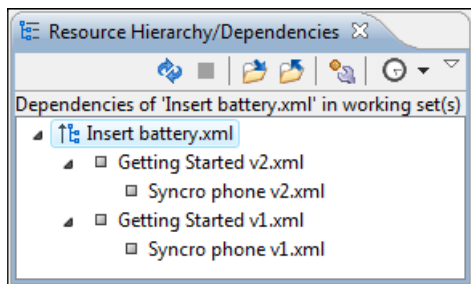 Resource Hierarchy/Dependencies
Dependencies of 'Insert battery.xml' in working set(s)
Insert battery.xml
Getting Started v2.xml
Syncro phone v2.xml
Getting Started v1.xml
Syncro phone v1.xml